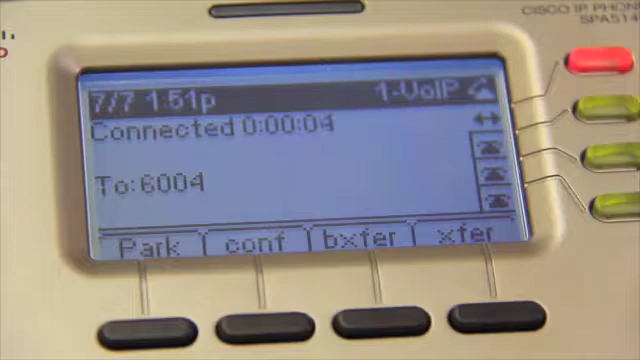 CISCO IP PHONE
SPA514
7/7 1:51p 1-VoIP
Connected 0:00:04
To:6004
Park conf bxfer xfer